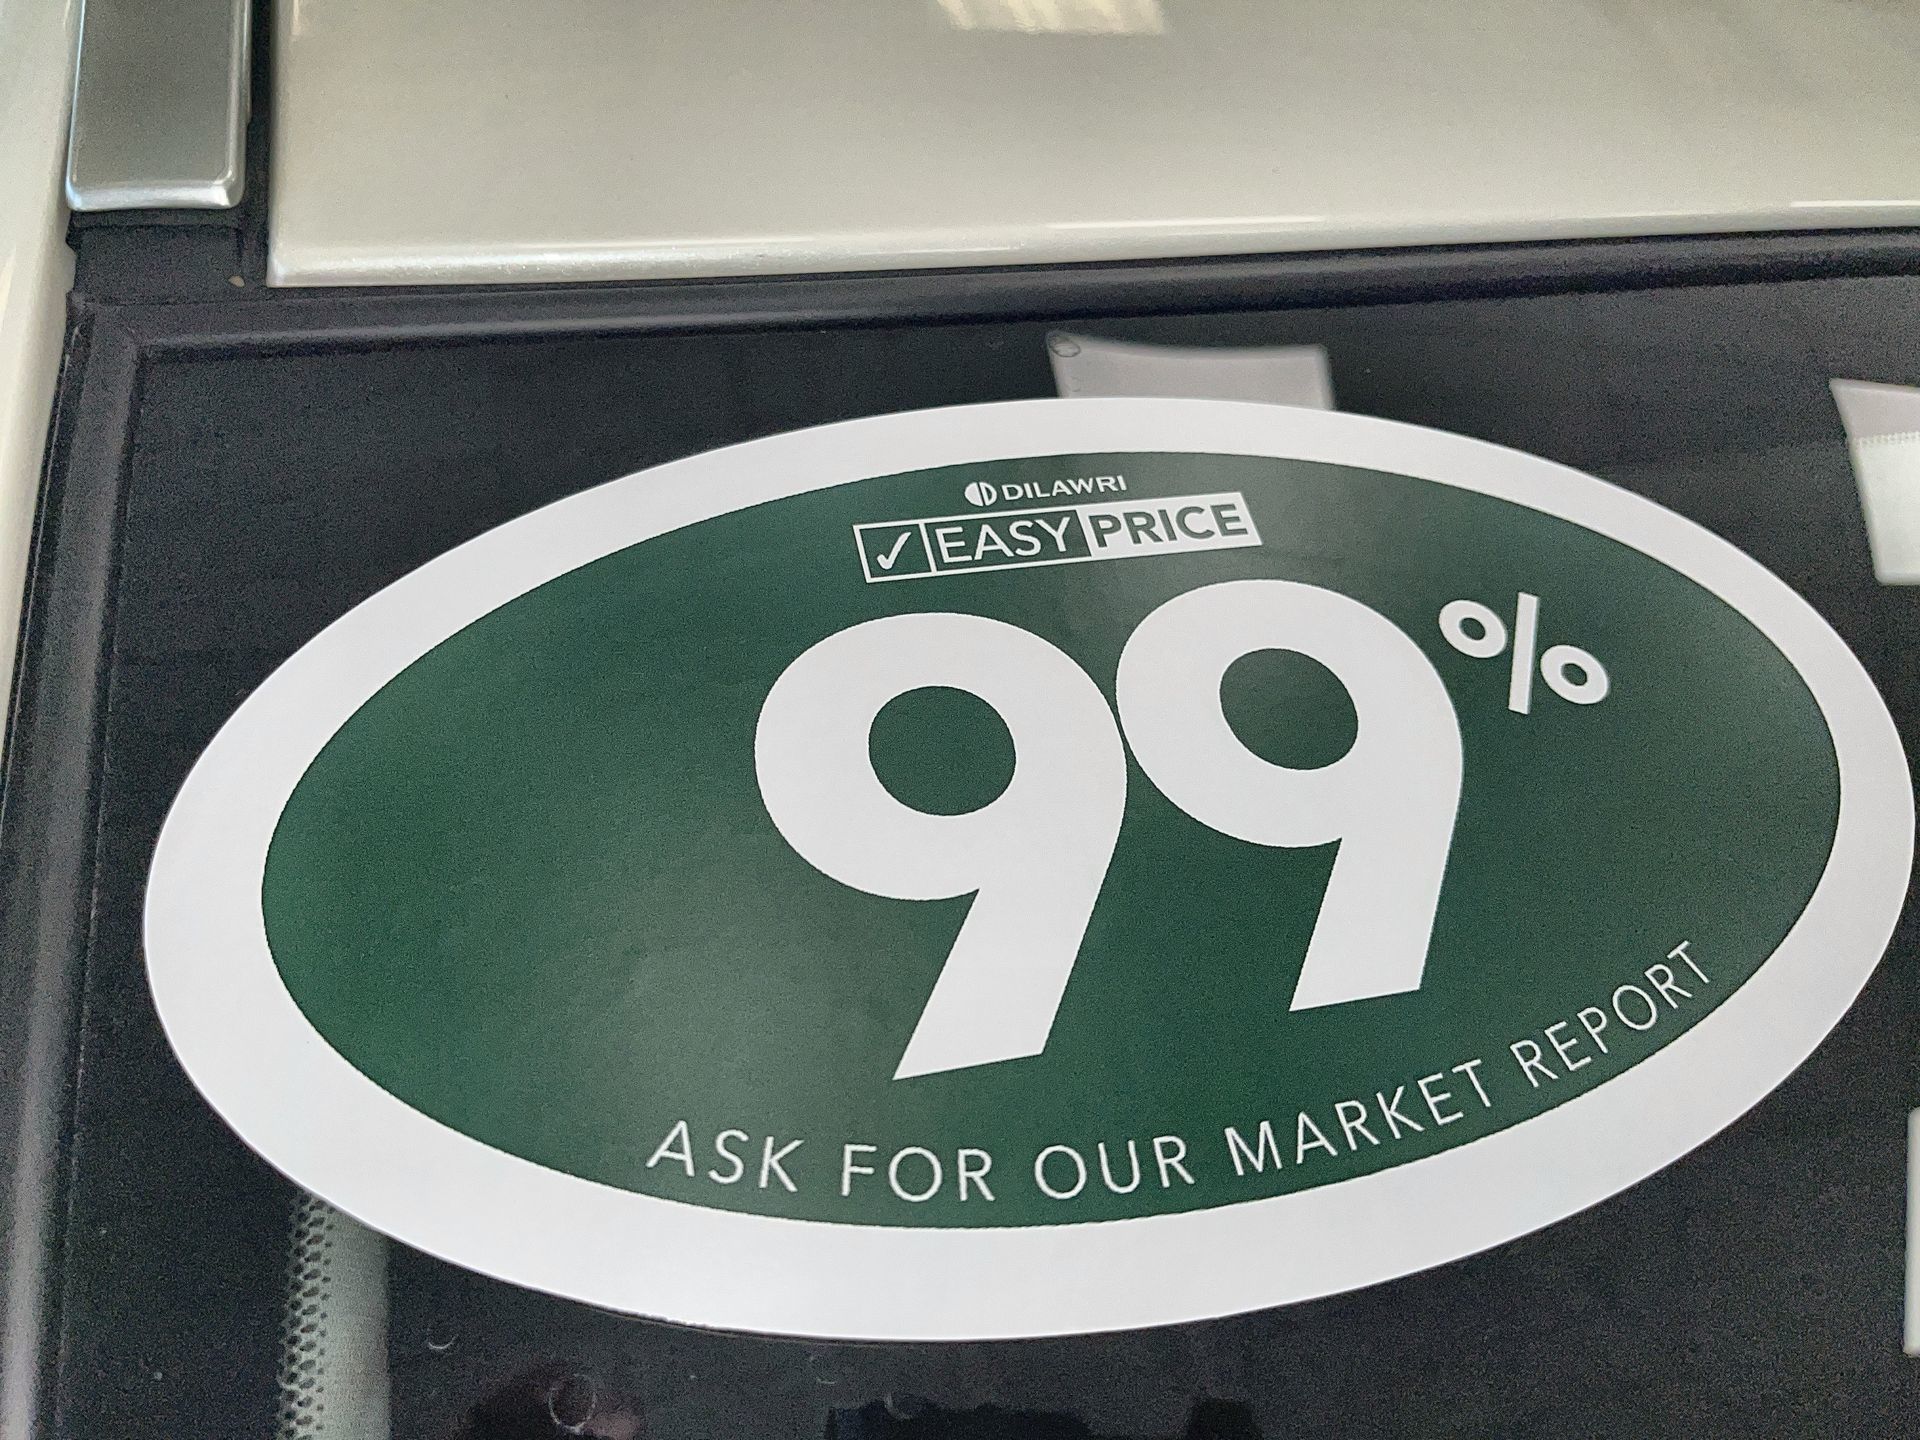 DILAWRI
✓ EASY PRICE
99%
ASK FOR OUR MARKET REPORT